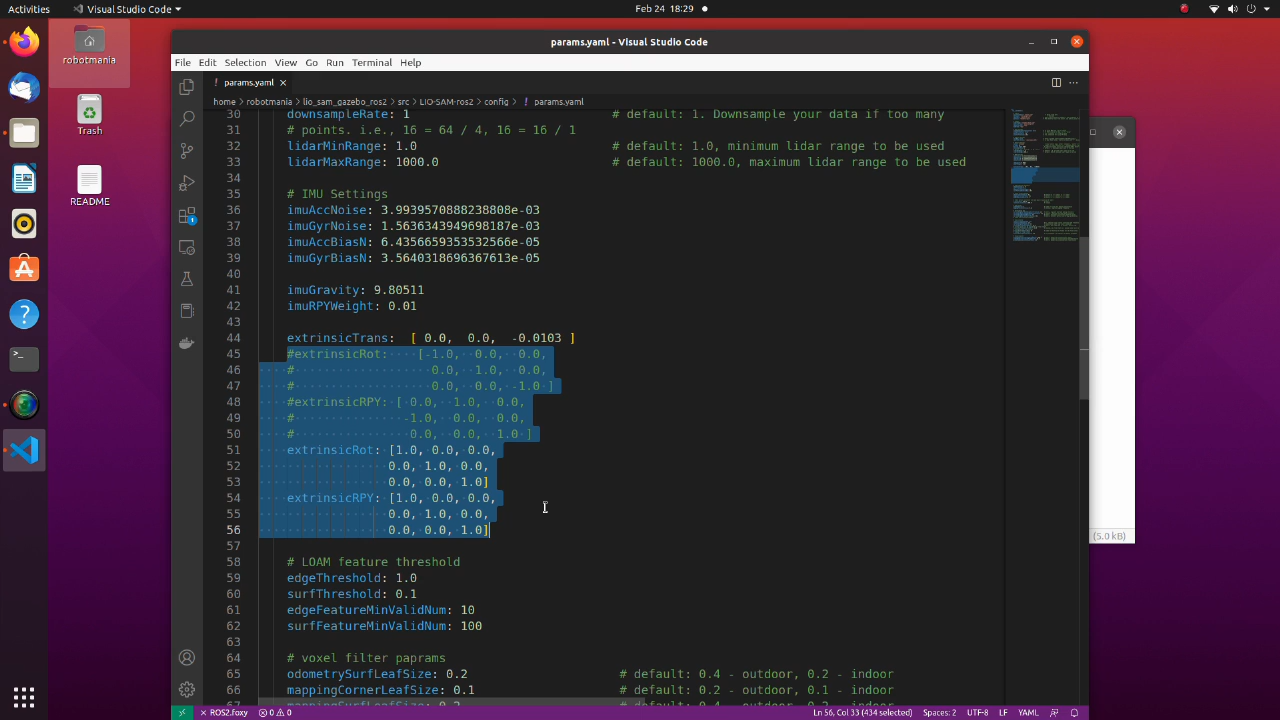 Activities
Visual Studio Code
Feb 24 18:29
robotmania
Trash
README
params.yaml - Visual Studio Code
File Edit Selection View Go Run Terminal Help
! params.yaml
home › robotmania › lio_sam_gazebo_ros2 › src › LIO-SAM-ros2 › config › ! params.yaml
30 downsampleRate: 1 # default: 1. Downsample your data if too many
31 # points. i.e., 16 = 64 / 4, 16 = 16 / 1
32 lidarMinRange: 1.0 # default: 1.0, minimum lidar range to be used
33 lidarMaxRange: 1000.0 # default: 1000.0, maximum lidar range to be used
34
35 # IMU Settings
36 imuAccNoise: 3.9939570888238808e-03
37 imuGyrNoise: 1.5636343949698187e-03
38 imuAccBiasN: 6.4356659353532566e-05
39 imuGyrBiasN: 3.5640318696367613e-05
40
41 imuGravity: 9.80511
42 imuRPYWeight: 0.01
43
44 extrinsicTrans: [ 0.0, 0.0, -0.0103 ]
45 #extrinsicRot: [-1.0, 0.0, 0.0,
46 # 0.0, 1.0, 0.0,
47 # 0.0, 0.0, -1.0 ]
48 #extrinsicRPY: [ 0.0, 1.0, 0.0,
49 # -1.0, 0.0, 0.0,
50 # 0.0, 0.0, 1.0 ]
51 extrinsicRot: [1.0, 0.0, 0.0,
52 0.0, 1.0, 0.0,
53 0.0, 0.0, 1.0]
54 extrinsicRPY: [1.0, 0.0, 0.0,
55 0.0, 1.0, 0.0,
56 0.0, 0.0, 1.0]
57
58 # LOAM feature threshold
59 edgeThreshold: 1.0
60 surfThreshold: 0.1
61 edgeFeatureMinValidNum: 10
62 surfFeatureMinValidNum: 100
63
64 # voxel filter paprams
65 odometrySurfLeafSize: 0.2 # default: 0.4 - outdoor, 0.2 - indoor
66 mappingCornerLeafSize: 0.1 # default: 0.2 - outdoor, 0.1 - indoor
(5.0 kB)
1
ROS2.foxy 0 0
Ln 56, Col 33 (434 selected) Spaces: 2 UTF-8 LF YAML